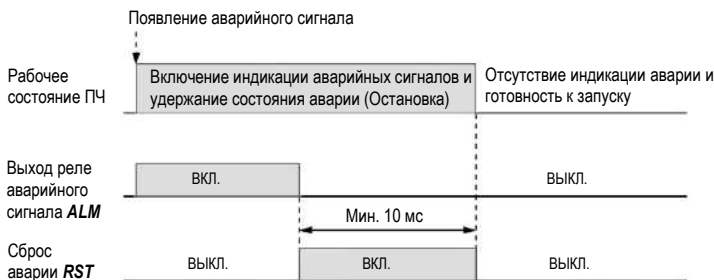 Появление аварийного сигнала
Рабочее
состояние ПЧ
Включение индикации аварийных сигналов и
удержание состояния аварии (Остановка)
Отсутствие индикации аварии и
готовность к запуску
Выход реле
аварийного
сигнала ALM
ВКЛ.
ВЫКЛ.
Мин. 10 мс
Сброс
аварии RST
ВЫКЛ.
ВКЛ.
ВЫКЛ.